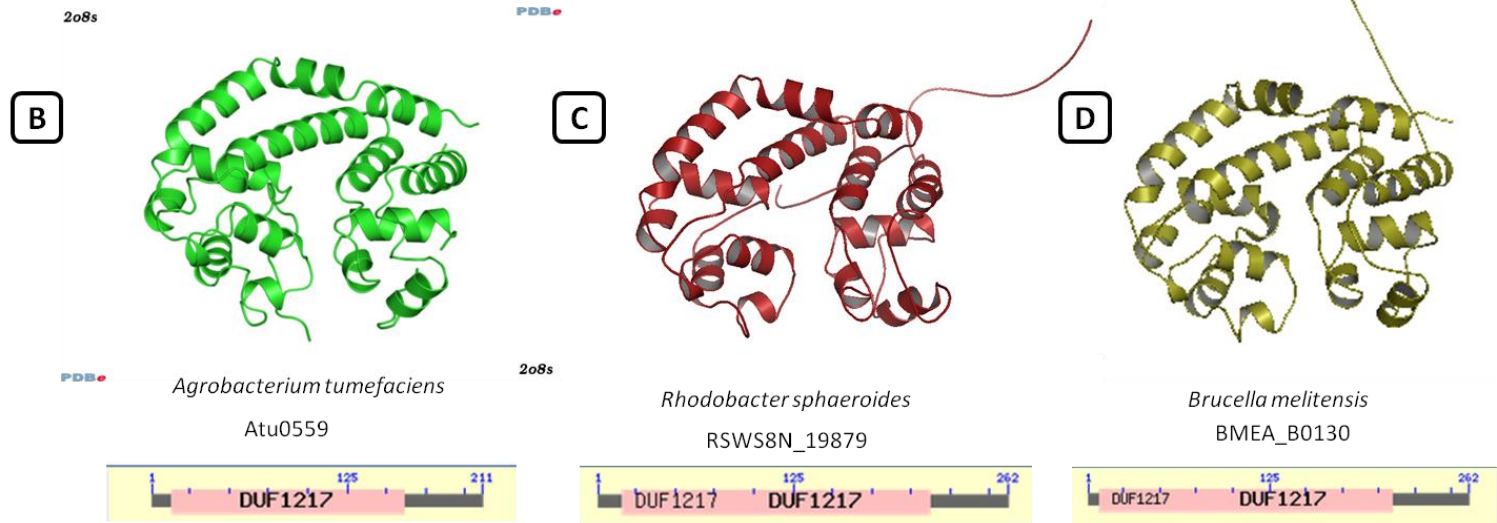 2o8s
PDBe
B
C
D
PDBe
2o8s
Agrobacterium tumefaciens
Atu0559
Rhodobacter sphaeroides
RSWS8N_19879
Brucella melitensis
BMEA_B0130
1 125 211
DUF1217
1 125 262
DUF1217 DUF1217
1 125 262
DUF1217 DUF1217